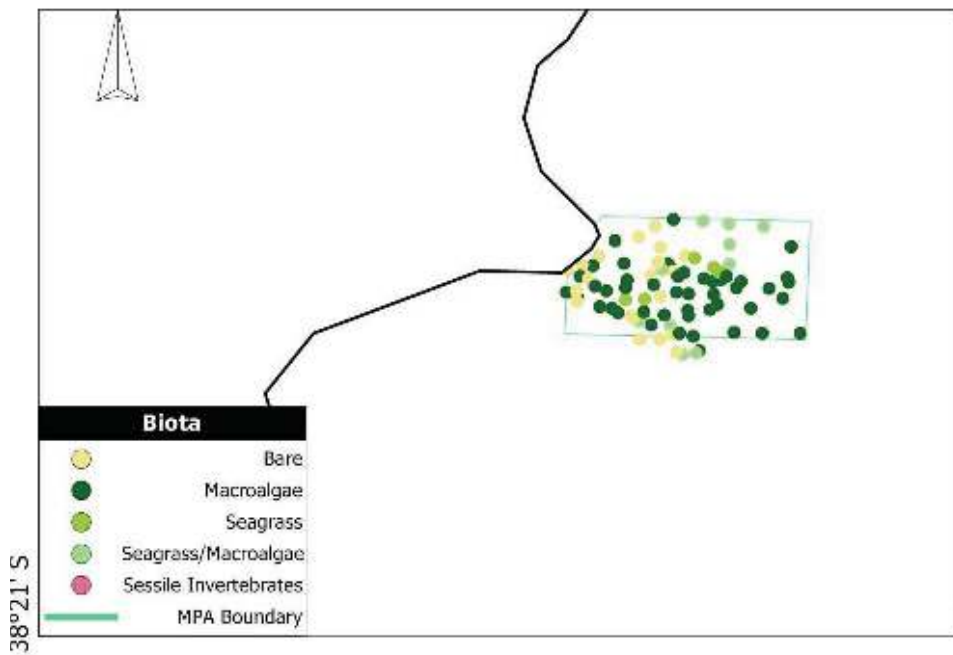 Biota
Bare
Macroalgae
Seagrass
Seagrass/Macroalgae
Sessile Invertebrates
MPA Boundary
38°21' S